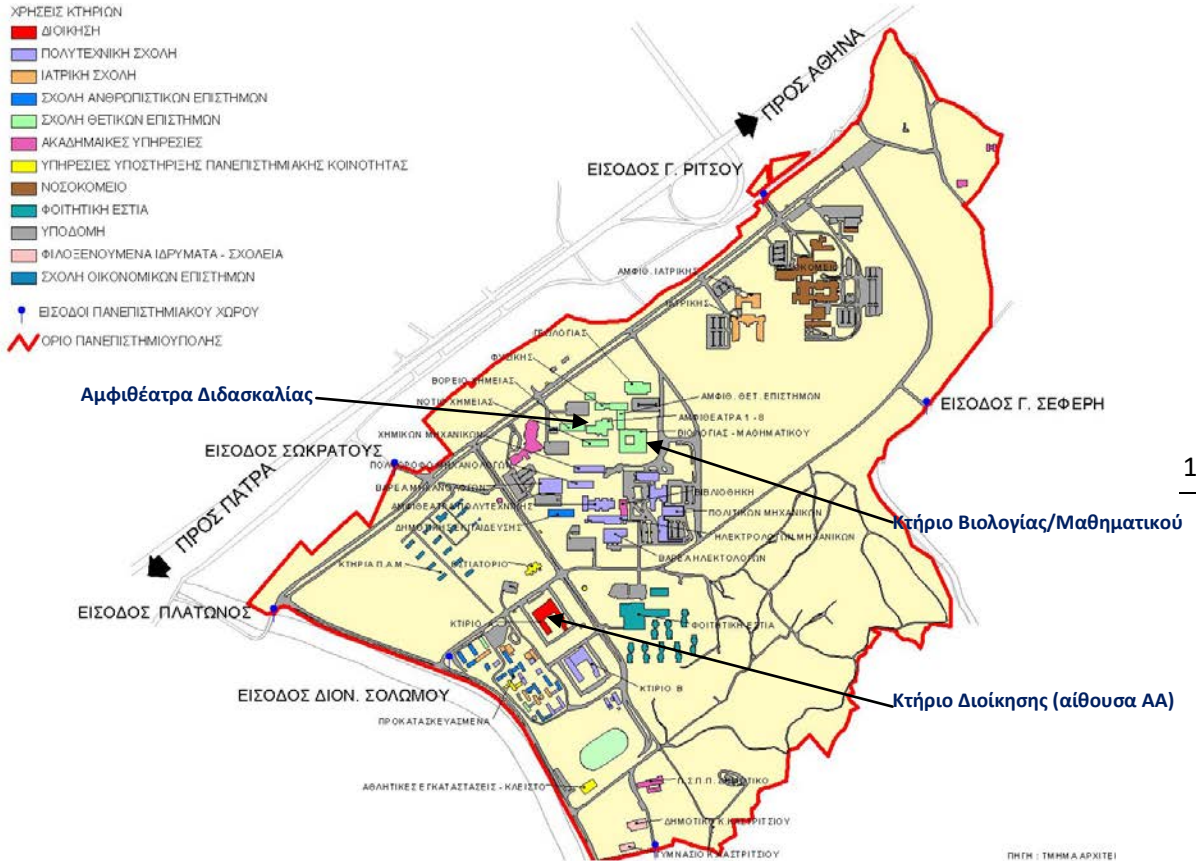 ΧΡΗΣΕΙΣ ΚΤΗΡΙΩΝ
ΔΙΟΙΚΗΣΗ
ΠΟΛΥΤΕΧΝΙΚΗ ΣΧΟΛΗ
ΙΑΤΡΙΚΗ ΣΧΟΛΗ
ΣΧΟΛΗ ΑΝΘΡΩΠΙΣΤΙΚΩΝ ΕΠΙΣΤΗΜΩΝ
ΣΧΟΛΗ ΘΕΤΙΚΩΝ ΕΠΙΣΤΗΜΩΝ
ΑΚΑΔΗΜΑΙΚΕΣ ΥΠΗΡΕΣΙΕΣ
ΥΠΗΡΕΣΙΕΣ ΥΠΟΣΤΗΡΙΞΗΣ ΠΑΝΕΠΙΣΤΗΜΙΑΚΗΣ ΚΟΙΝΟΤΗΤΑΣ
ΝΟΣΟΚΟΜΕΙΟ
ΦΟΙΤΗΤΙΚΗ ΕΣΤΙΑ
ΥΠΟΔΟΜΗ
ΦΙΛΟΞΕΝΟΥΜΕΝΑ ΙΔΡΥΜΑΤΑ - ΣΧΟΛΕΙΑ
ΣΧΟΛΗ ΟΙΚΟΝΟΜΙΚΩΝ ΕΠΙΣΤΗΜΩΝ
ΕΙΣΟΔΟΙ ΠΑΝΕΠΙΣΤΗΜΙΑΚΟΥ ΧΩΡΟΥ
ΟΡΙΟ ΠΑΝΕΠΙΣΤΗΜΙΟΥΠΟΛΗΣ
ΠΡΟΣ ΑΘΗΝΑ
ΕΙΣΟΔΟΣ Γ. ΡΙΤΣΟΥ
ΑΜΦΙΘ. ΙΑΤΡΙΚΗΣ
ΙΑΤΡΙΚΗΣ
ΓΕΩΛΟΓΙΑΣ
ΦΥΣΙΚΗΣ
ΒΟΡΕΙΟ ΧΗΜΕΙΑΣ
Αμφιθέατρα Διδασκαλίας
ΝΟΤΙΟ ΧΗΜΕΙΑΣ
ΑΜΦΙΘ. ΘΕΤ. ΕΠΙΣΤΗΜΩΝ
ΕΙΣΟΔΟΣ Γ. ΣΕΦΕΡΗ
ΑΜΦΙΘΕΑΤΡΑ 1 - 8
ΒΙΟΛΟΓΙΑΣ - ΜΑΘΗΜΑΤΙΚΟΥ
ΧΗΜΙΚΩΝ ΜΗΧΑΝΙΚΩΝ
ΕΙΣΟΔΟΣ ΣΩΚΡΑΤΟΥΣ
1
ΒΙΒΛΙΟΘΗΚΗ
ΠΟΛΙΤΙΚΩΝ ΜΗΧΑΝΙΚΩΝ
Κτήριο Βιολογίας/Μαθηματικού
ΔΗΜΟΤΙΚΗΣ ΕΚΠΑΙΔΕΥΣΗΣ
ΗΛΕΚΤΡΟΛΟΓΩΝ ΜΗΧΑΝΙΚΩΝ
ΠΡΟΣ ΠΑΤΡΑ
ΒΑΡΕΑ ΗΛΕΚΤΟΛΟΓΩΝ
ΚΤΗΡΙΑ Π.Α.Μ.
ΕΣΤΙΑΤΟΡΙΟ
ΕΙΣΟΔΟΣ ΠΛΑΤΩΝΟΣ
ΚΤΙΡΙΟ Α
ΦΟΙΤΗΤΙΚΗ ΕΣΤΙΑ
ΕΙΣΟΔΟΣ ΔΙΟΝ. ΣΟΛΩΜΟΥ
ΚΤΙΡΙΟ Β
Κτήριο Διοίκησης (αίθουσα ΑΑ)
ΠΡΟΚΑΤΑΣΚΕΥΑΣΜΕΝΑ
ΑΘΛΗΤΙΚΕΣ ΕΓΚΑΤΑΣΤΑΣΕΙΣ - ΚΛΕΙΣΤΟ
ΔΗΜΟΤΙΚΟ Κ.ΚΑΣΤΡΙΤΣΙΟΥ
ΓΥΜΝΑΣΙΟ Κ.ΚΑΣΤΡΙΤΣΙΟΥ
ΠΗΓΗ : ΤΜΗΜΑ ΑΡΧΙΤΕΙ